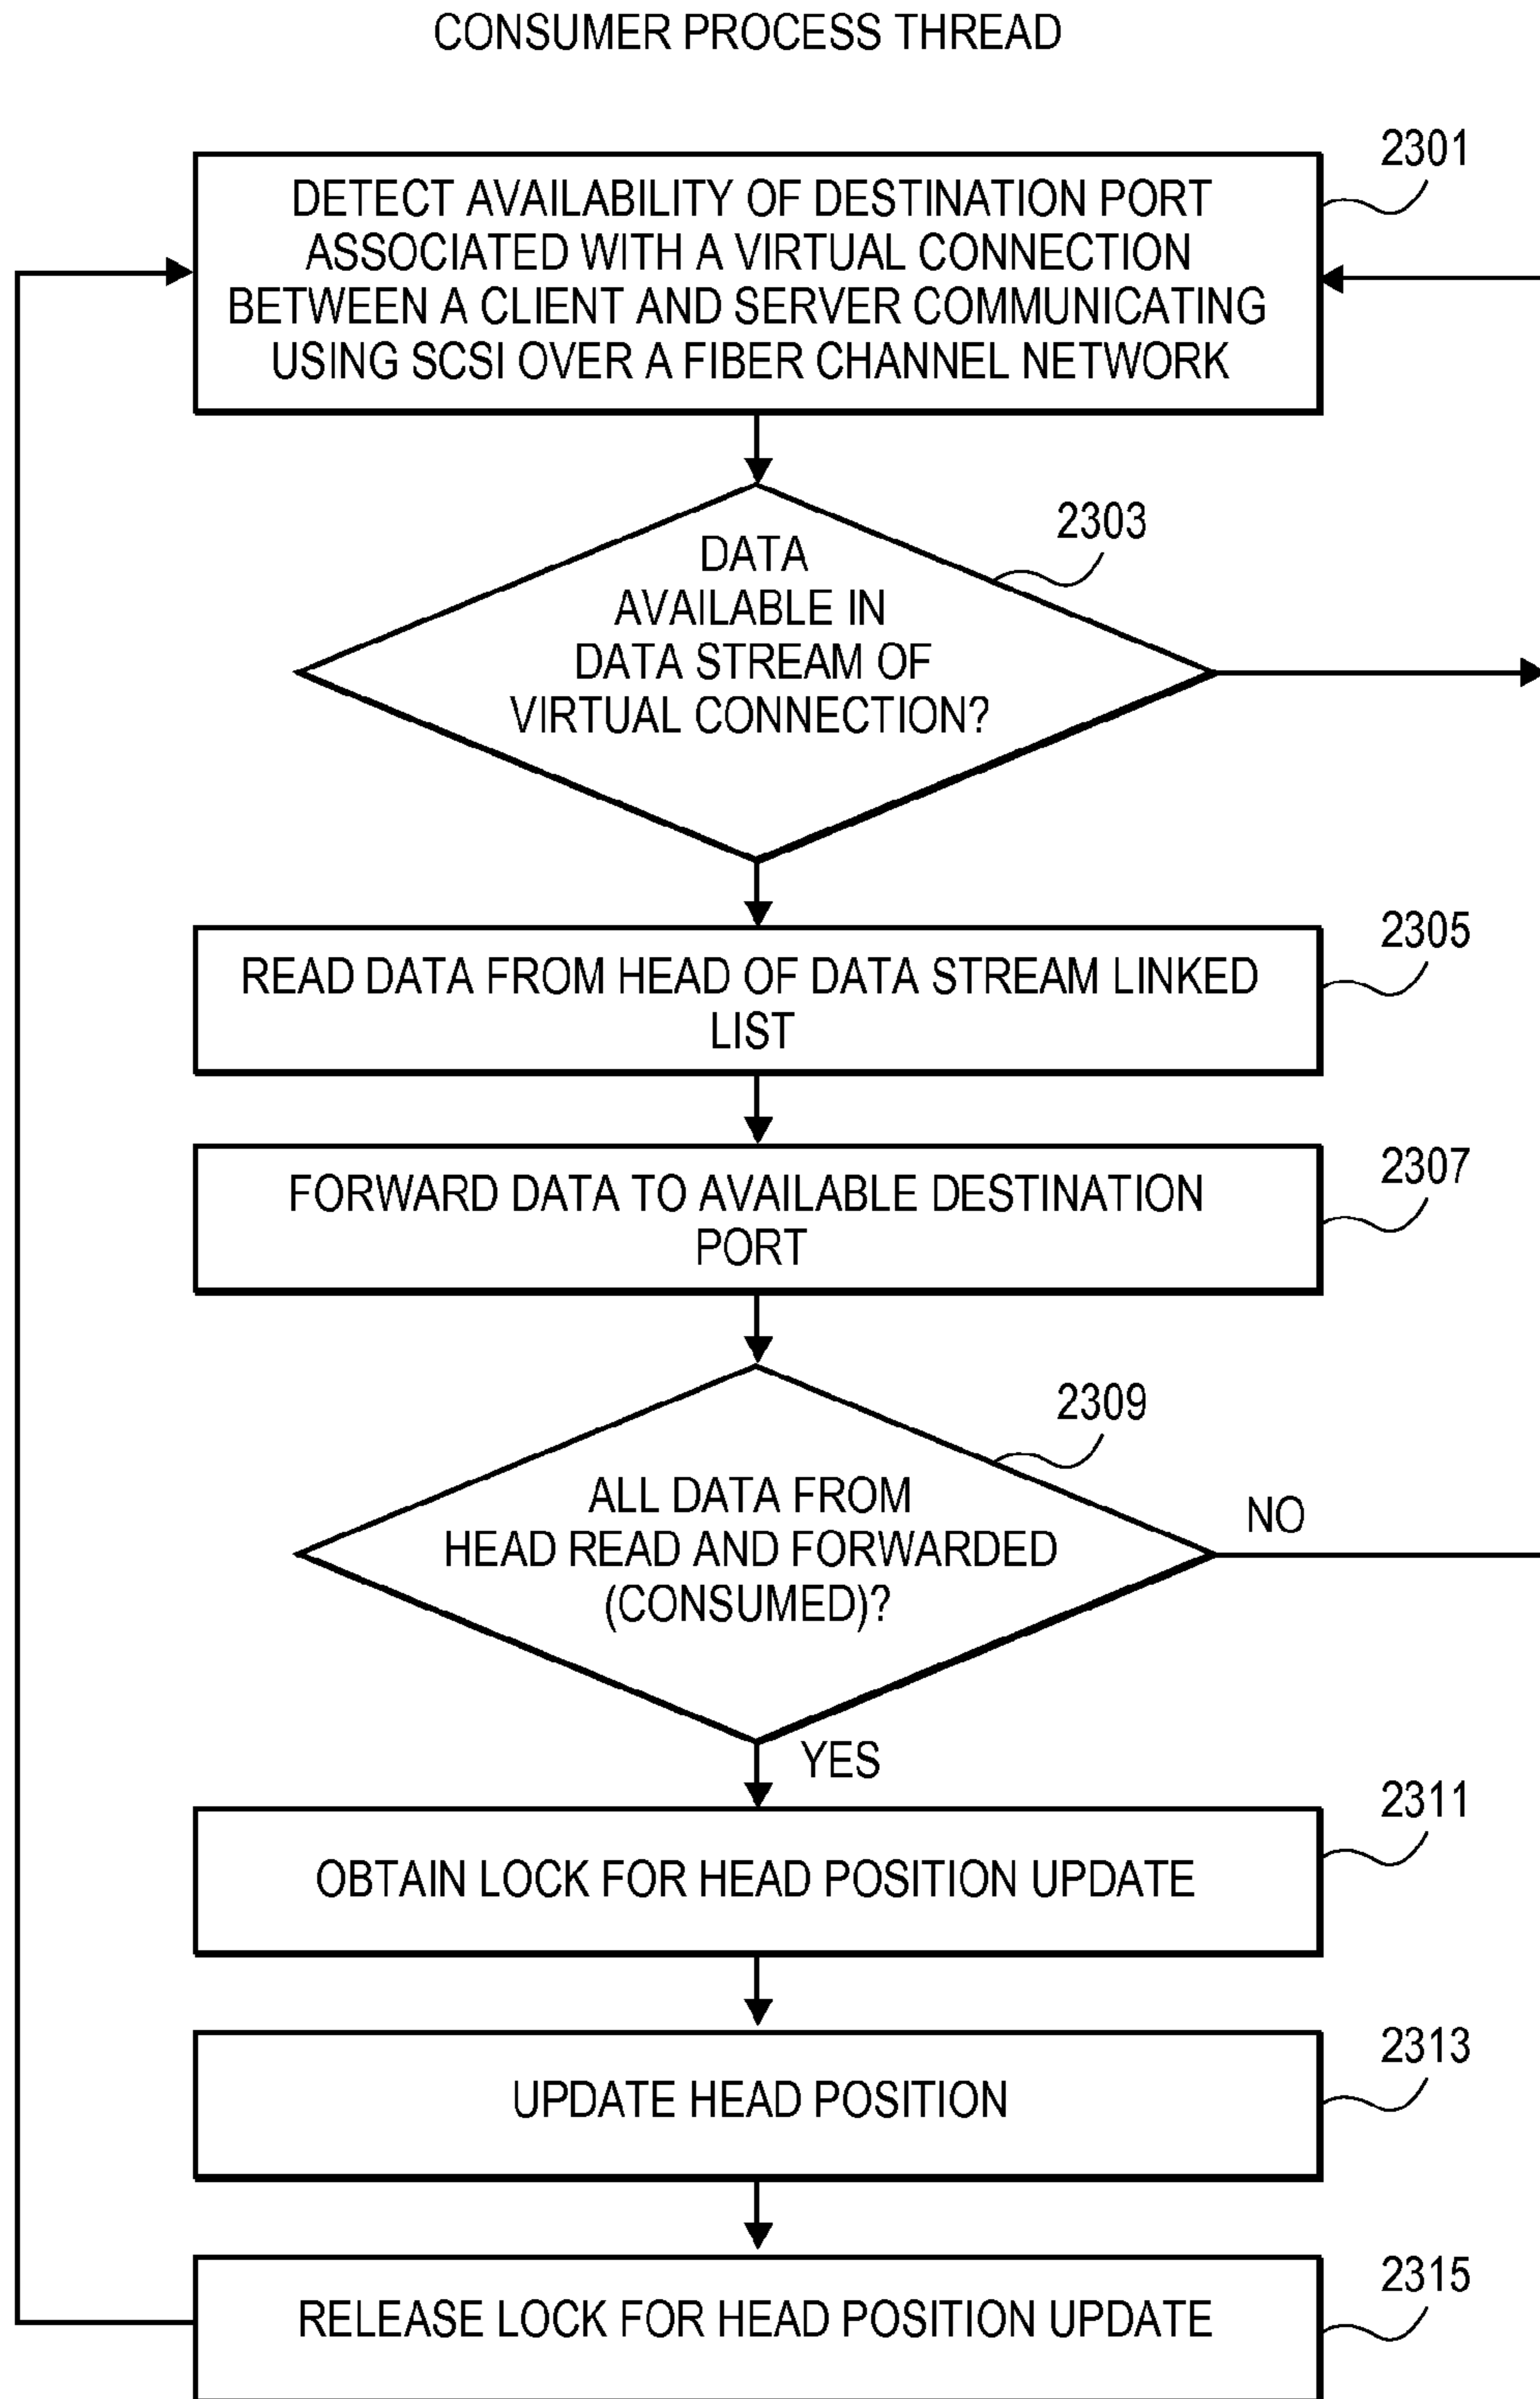 CONSUMER PROCESS THREAD
2301
DETECT AVAILABILITY OF DESTINATION PORT
ASSOCIATED WITH A VIRTUAL CONNECTION
BETWEEN A CLIENT AND SERVER COMMUNICATING
USING SCSI OVER A FIBER CHANNEL NETWORK
2303
DATA
AVAILABLE IN
DATA STREAM OF
VIRTUAL CONNECTION?
2305
READ DATA FROM HEAD OF DATA STREAM LINKED
LIST
2307
FORWARD DATA TO AVAILABLE DESTINATION
PORT
2309
ALL DATA FROM
HEAD READ AND FORWARDED
(CONSUMED)?
NO
YES
2311
OBTAIN LOCK FOR HEAD POSITION UPDATE
2313
UPDATE HEAD POSITION
2315
RELEASE LOCK FOR HEAD POSITION UPDATE